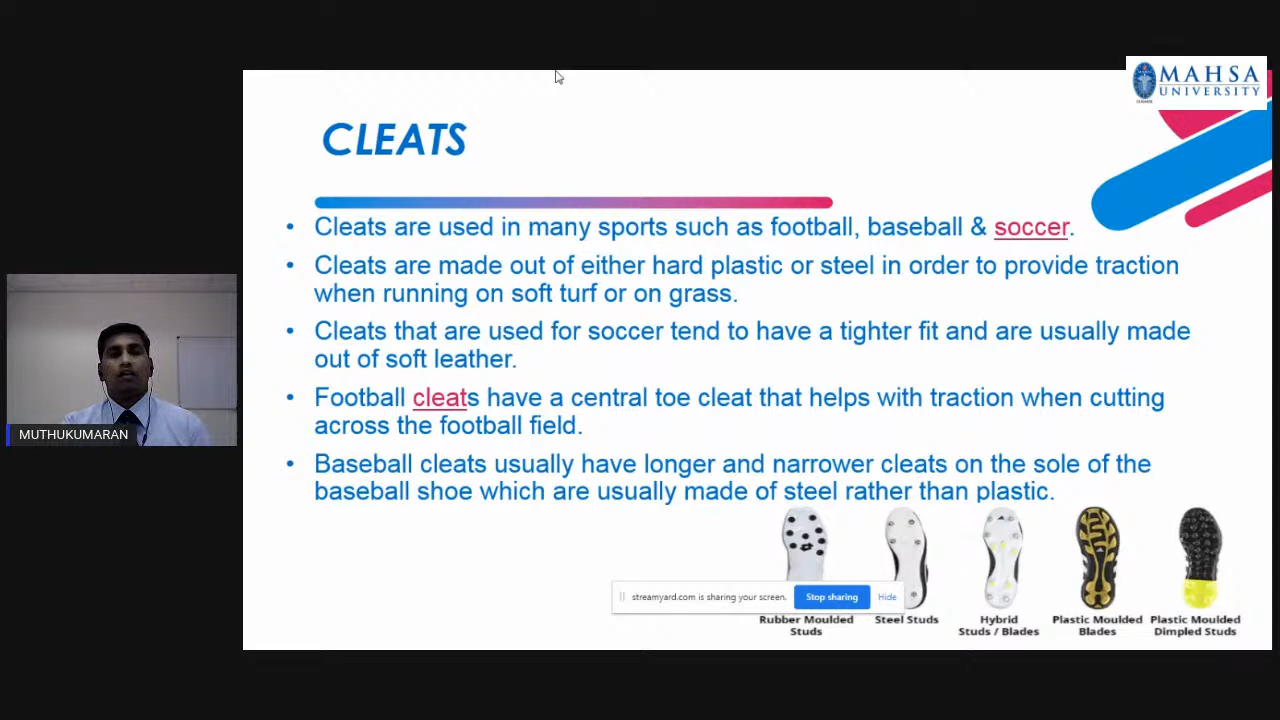 MAHSA
UNIVERSITY
CLEATS
• Cleats are used in many sports such as football, baseball & soccer.
• Cleats are made out of either hard plastic or steel in order to provide traction
when running on soft turf or on grass.
• Cleats that are used for soccer tend to have a tighter fit and are usually made
out of soft leather.
• Football cleats have a central toe cleat that helps with traction when cutting
across the football field.
• Baseball cleats usually have longer and narrower cleats on the sole of the
baseball shoe which are usually made of steel rather than plastic.
MUTHUKUMARAN
streamyard.com is sharing your screen.
Stop sharing
Hide
Rubber Moulded
Studs
Steel Studs
Hybrid
Studs / Blades
Plastic Moulded
Blades
Plastic Moulded
Dimpled Studs